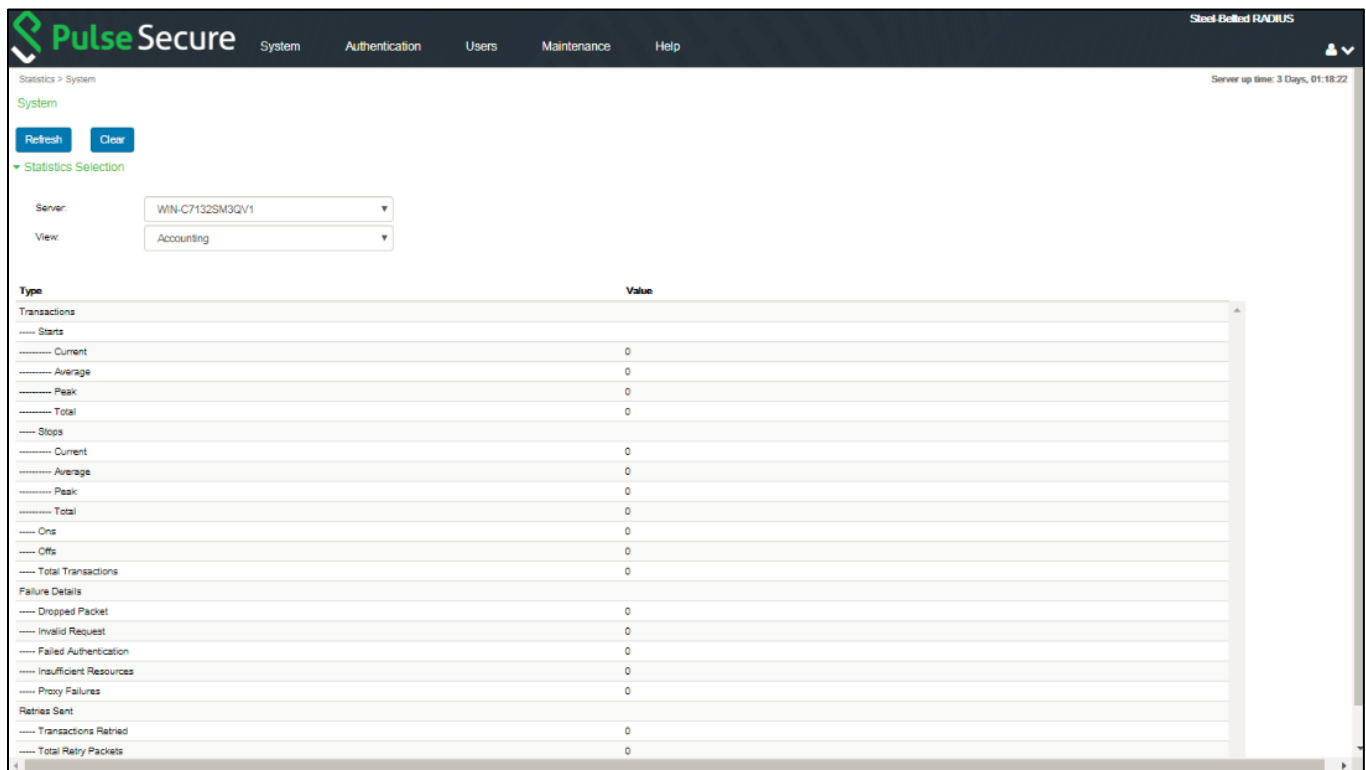 Steel-Belted RADIUS
Pulse Secure System Authentication Users Maintenance Help
Statistics > System Server up time: 3 Days, 01:18:22
System
Refresh Clear
Statistics Selection
Server: WIN-C7132SM3QV1
View: Accounting
Type Value
Transactions
----- Starts
---------- Current 0
---------- Average 0
---------- Peak 0
---------- Total 0
----- Stops
---------- Current 0
---------- Average 0
---------- Peak 0
---------- Total 0
----- Ons 0
----- Offs 0
----- Total Transactions 0
Failure Details
----- Dropped Packet 0
----- Invalid Request 0
----- Failed Authentication 0
----- Insufficient Resources 0
----- Proxy Failures 0
Retries Sent
----- Transactions Retried 0
----- Total Retry Packets 0